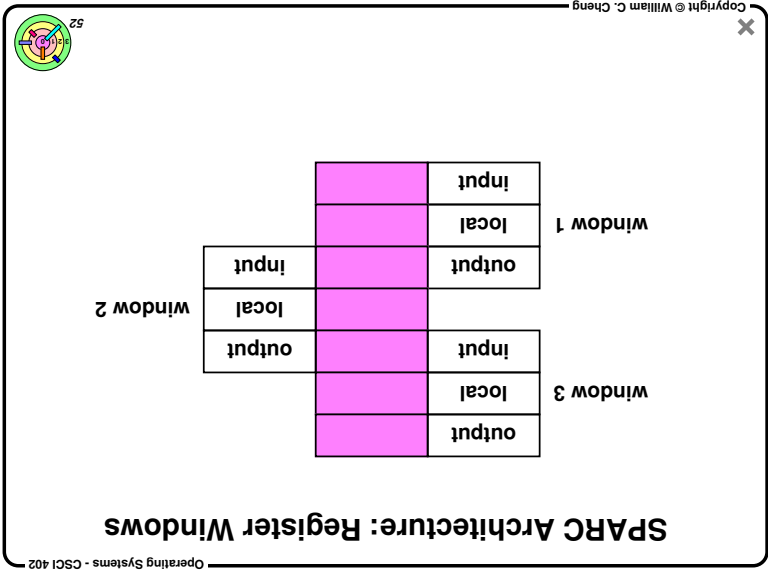 Operating Systems - CSCI 402
SPARC Architecture: Register Windows
output
window 3 local
input output
local window 2
output input
window 1 local
input
52
Copyright © William C. Cheng